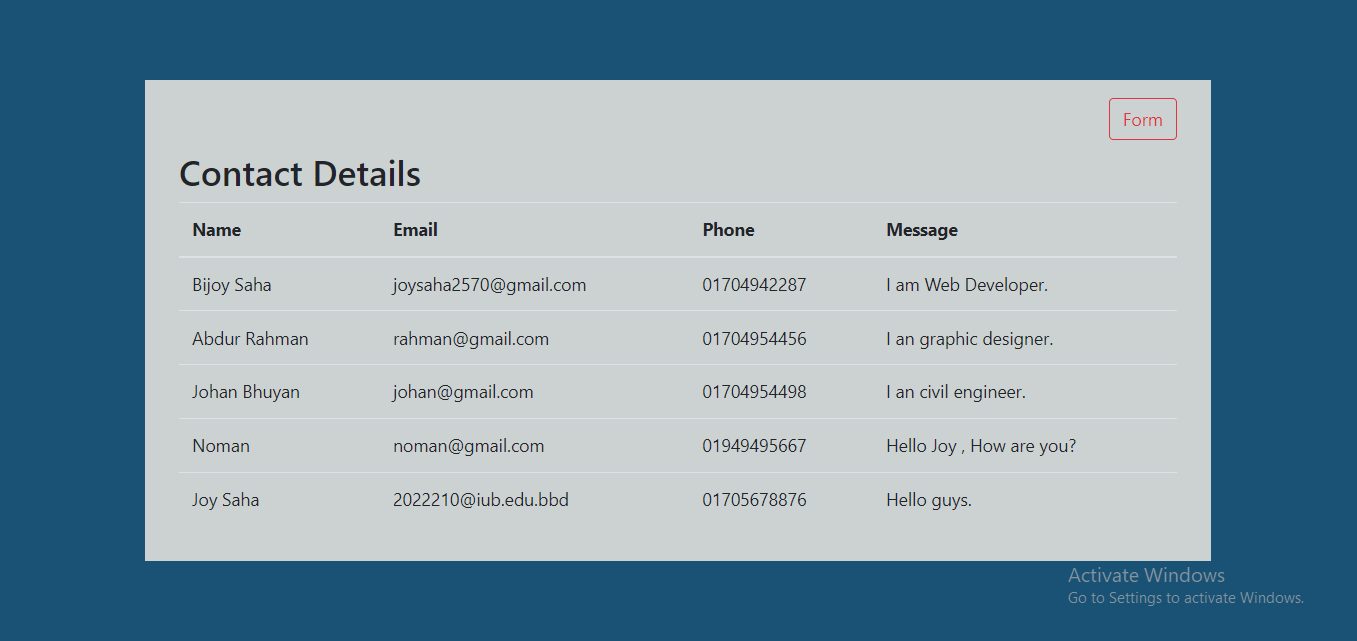 Form
Contact Details
Name Email Phone Message
Bijoy Saha joysaha2570@gmail.com 01704942287 I am Web Developer.
Abdur Rahman rahman@gmail.com 01704954456 I an graphic designer.
Johan Bhuyan johan@gmail.com 01704954498 I an civil engineer.
Noman noman@gmail.com 01949495667 Hello Joy , How are you?
Joy Saha 2022210@iub.edu.bbd 01705678876 Hello guys.
Activate Windows
Go to Settings to activate Windows.